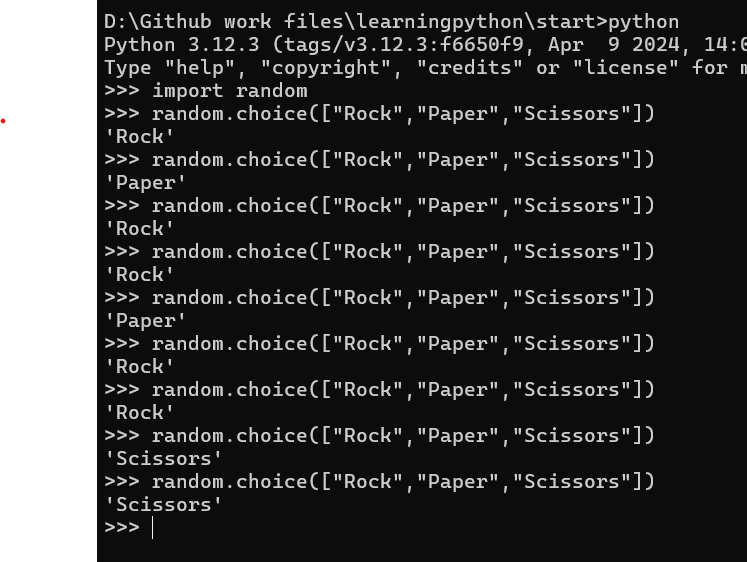 D:\Github work files\learningpython\start>python
Python 3.12.3 (tags/v3.12.3:f6650f9, Apr  9 2024, 14:0
Type "help", "copyright", "credits" or "license" for m
>>> import random
>>> random.choice(["Rock","Paper","Scissors"])
'Rock'
>>> random.choice(["Rock","Paper","Scissors"])
'Paper'
>>> random.choice(["Rock","Paper","Scissors"])
'Rock'
>>> random.choice(["Rock","Paper","Scissors"])
'Rock'
>>> random.choice(["Rock","Paper","Scissors"])
'Paper'
>>> random.choice(["Rock","Paper","Scissors"])
'Rock'
>>> random.choice(["Rock","Paper","Scissors"])
'Rock'
>>> random.choice(["Rock","Paper","Scissors"])
'Scissors'
>>> random.choice(["Rock","Paper","Scissors"])
'Scissors'
>>>